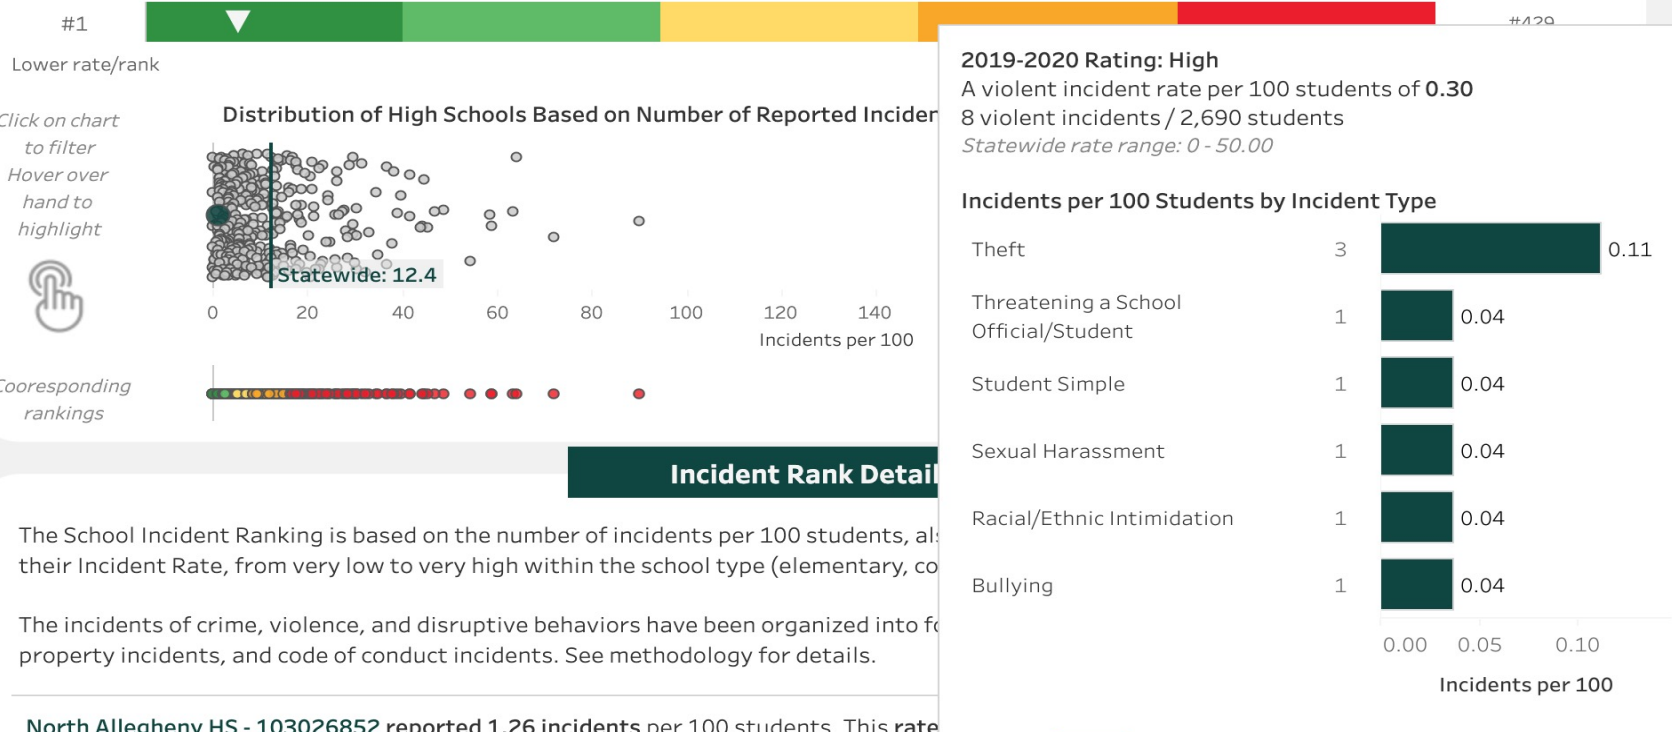 #1
#429
Lower rate/rank
Click on chart
to filter
Hover over
hand to
highlight
Distribution of High Schools Based on Number of Reported
Statewide: 12.4
0 20 40 60 80 100 120 140
Incidents per 100
Cooresponding
rankings
Incident Rank
The School Incident Ranking is based on the number of incidents per 100 students,
their Incident Rate, from very low to very high within the school type (elementary,
The incidents of crime, violence, and disruptive behaviors have been organized into
property incidents, and code of conduct incidents. See methodology for details.
North Allegheny HS - 103026852 reported 1.26 incidents per 100 students. This rate
2019-2020 Rating: High
A violent incident rate per 100 students of 0.30
8 violent incidents / 2,690 students
Statewide rate range: 0 - 50.00
Incidents per 100 Students by Incident Type
Theft 3 0.11
Threatening a School
Official/Student 1 0.04
Student Simple 1 0.04
Sexual Harassment 1 0.04
Racial/Ethnic Intimidation 1 0.04
Bullying 1 0.04
0.00 0.05 0.10
Incidents per 100